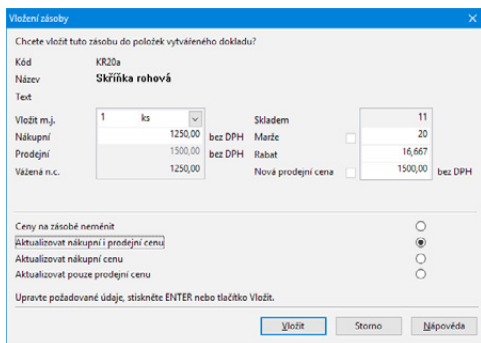 Vložení zásoby
Chcete vložit tuto zásobu do položek vytvářeného dokladu?
Kód KR20a
Název Skříňka rohová
Text
Vložit m.j. 1 ks Skladem 11
Nákupní 1250,00 bez DPH Marže 20
Prodejní 1500,00 bez DPH Rabat 16,667
Vážená n.c. 1250,00 Nová prodejní cena 1500,00 bez DPH
Ceny na zásobě neměnit
Aktualizovat nákupní i prodejní cenu
Aktualizovat nákupní cenu
Aktualizovat pouze prodejní cenu
Upravte požadované údaje, stiskněte ENTER nebo tlačítko Vložit.
Vložit Storno Nápověda